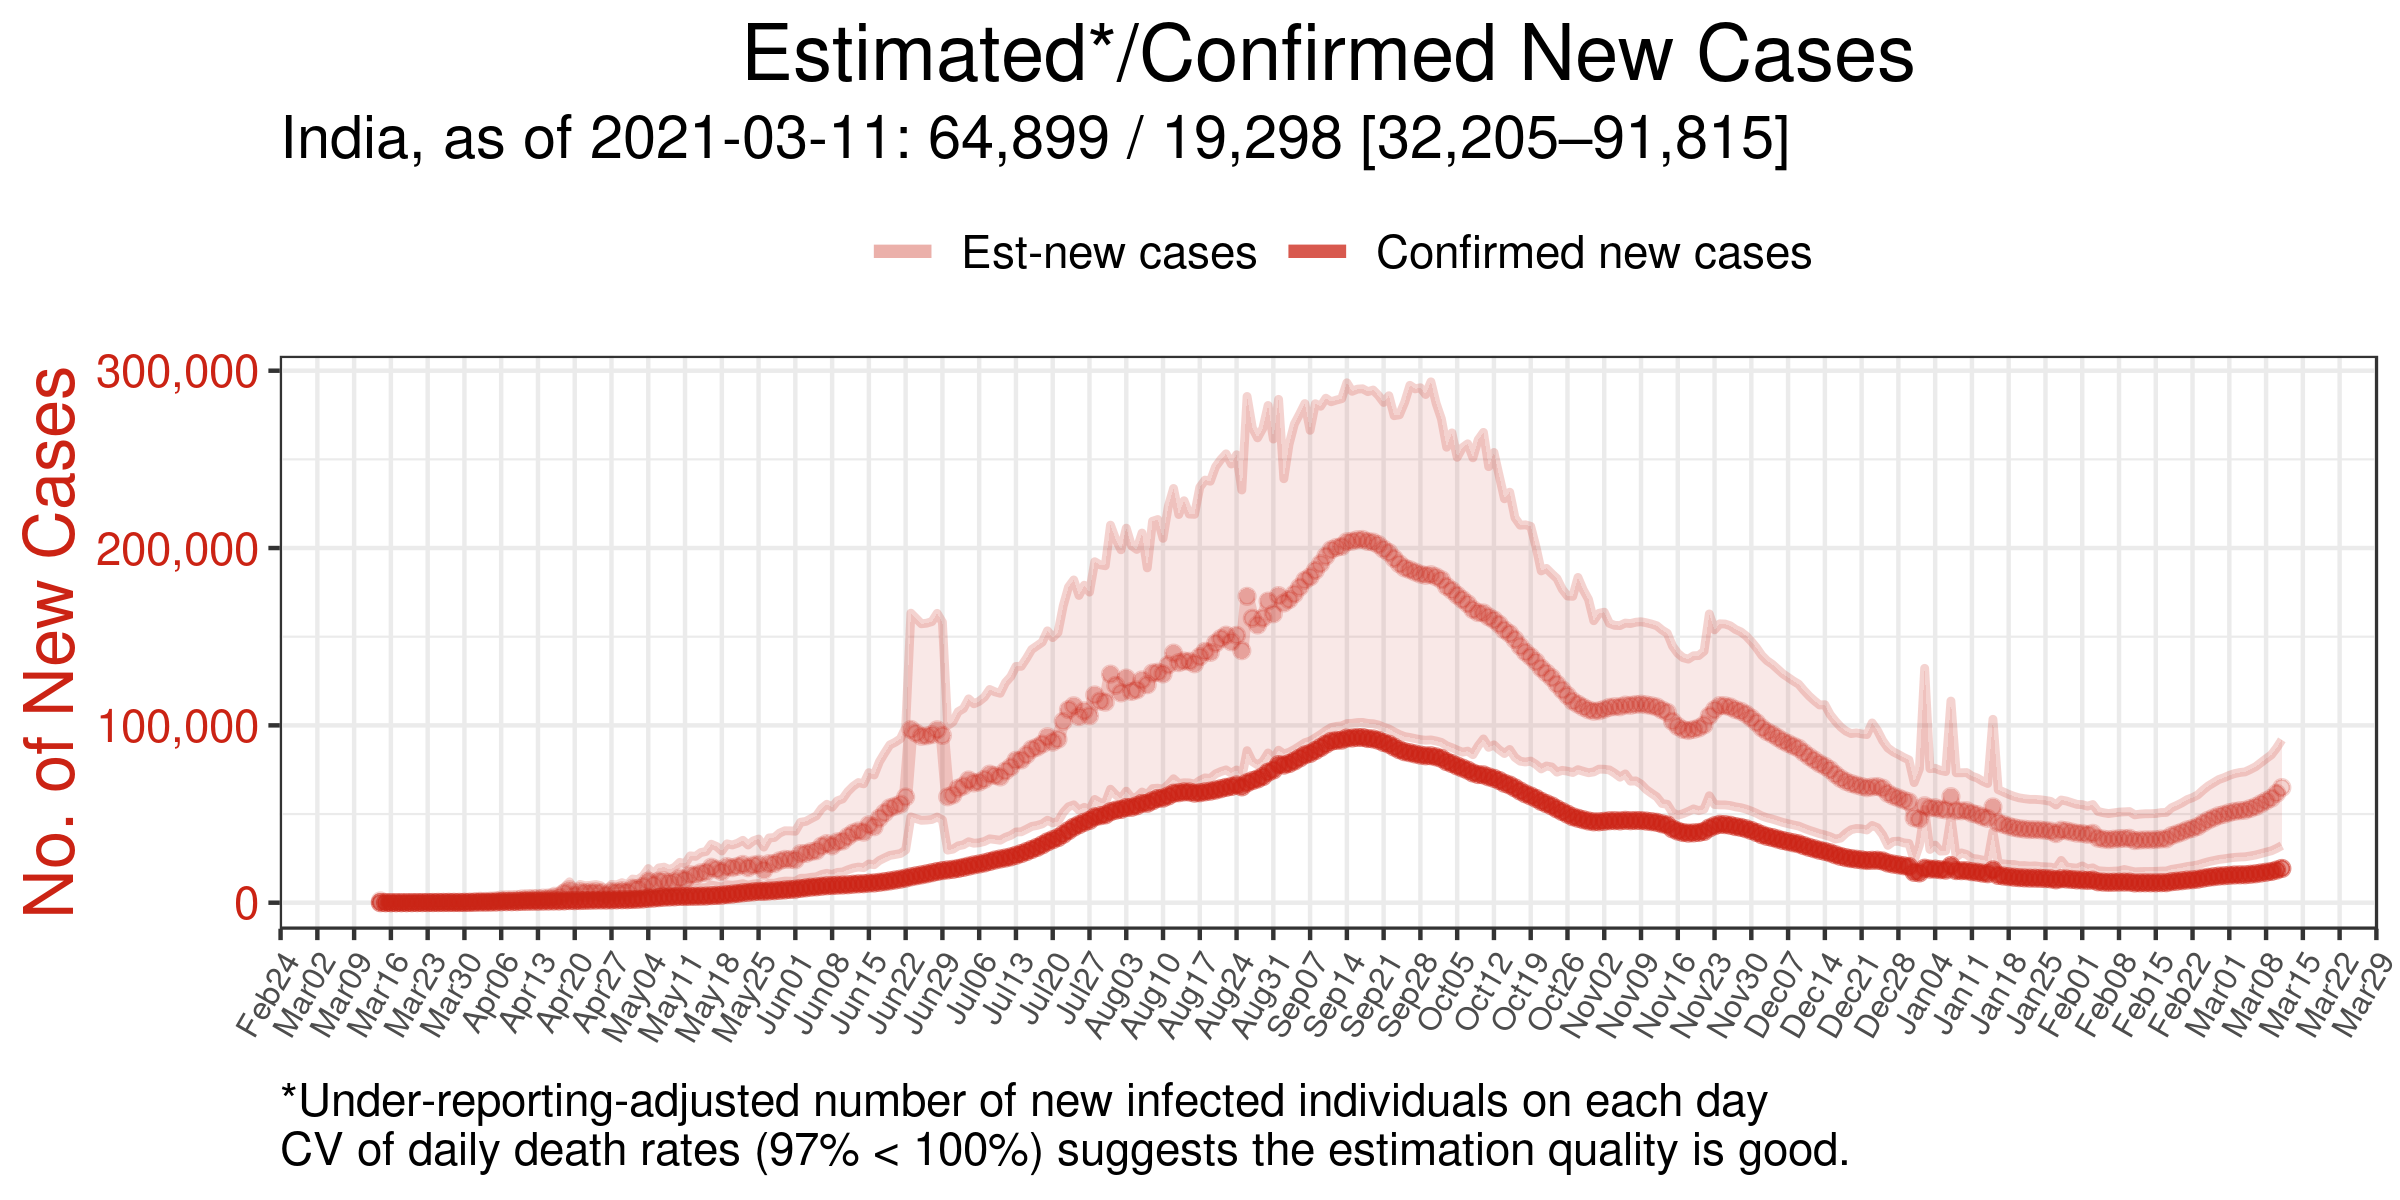 Estimated*/Confirmed New Cases
India, as of 2021-03-11: 64,899 / 19,298 [32,205–91,815]
Est-new cases
Confirmed new cases
No. of New Cases
300,000
200,000
100,000
0
Feb24
Mar02
Mar09
Mar16
Mar23
Mar30
Apr06
Apr13
Apr20
Apr27
May04
May11
May18
May25
Jun01
Jun08
Jun15
Jun22
Jun29
Jul06
Jul13
Jul20
Jul27
Aug03
Aug10
Aug17
Aug24
Aug31
Sep07
Sep14
Sep21
Sep28
Oct05
Oct12
Oct19
Oct26
Nov02
Nov09
Nov16
Nov23
Nov30
Dec07
Dec14
Dec21
Dec28
Jan04
Jan11
Jan18
Jan25
Feb01
Feb08
Feb15
Feb22
Mar01
Mar08
Mar15
Mar22
Mar29
*Under-reporting-adjusted number of new infected individuals on each day
CV of daily death rates (97% < 100%) suggests the estimation quality is good.